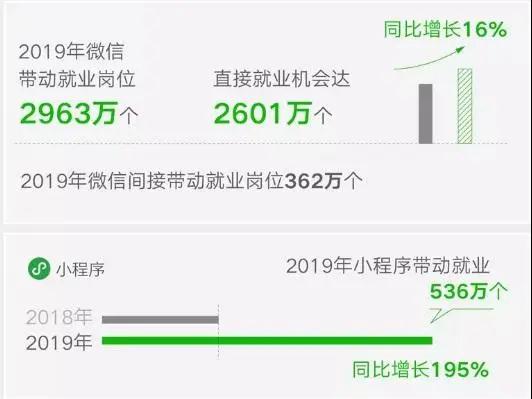 同比增长16%
2019年微信
带动就业岗位
2963万个
直接就业机会达
2601万个
2019年微信间接带动就业岗位362万个
小程序
2019年小程序带动就业
536万个
2018年
2019年
同比增长195%